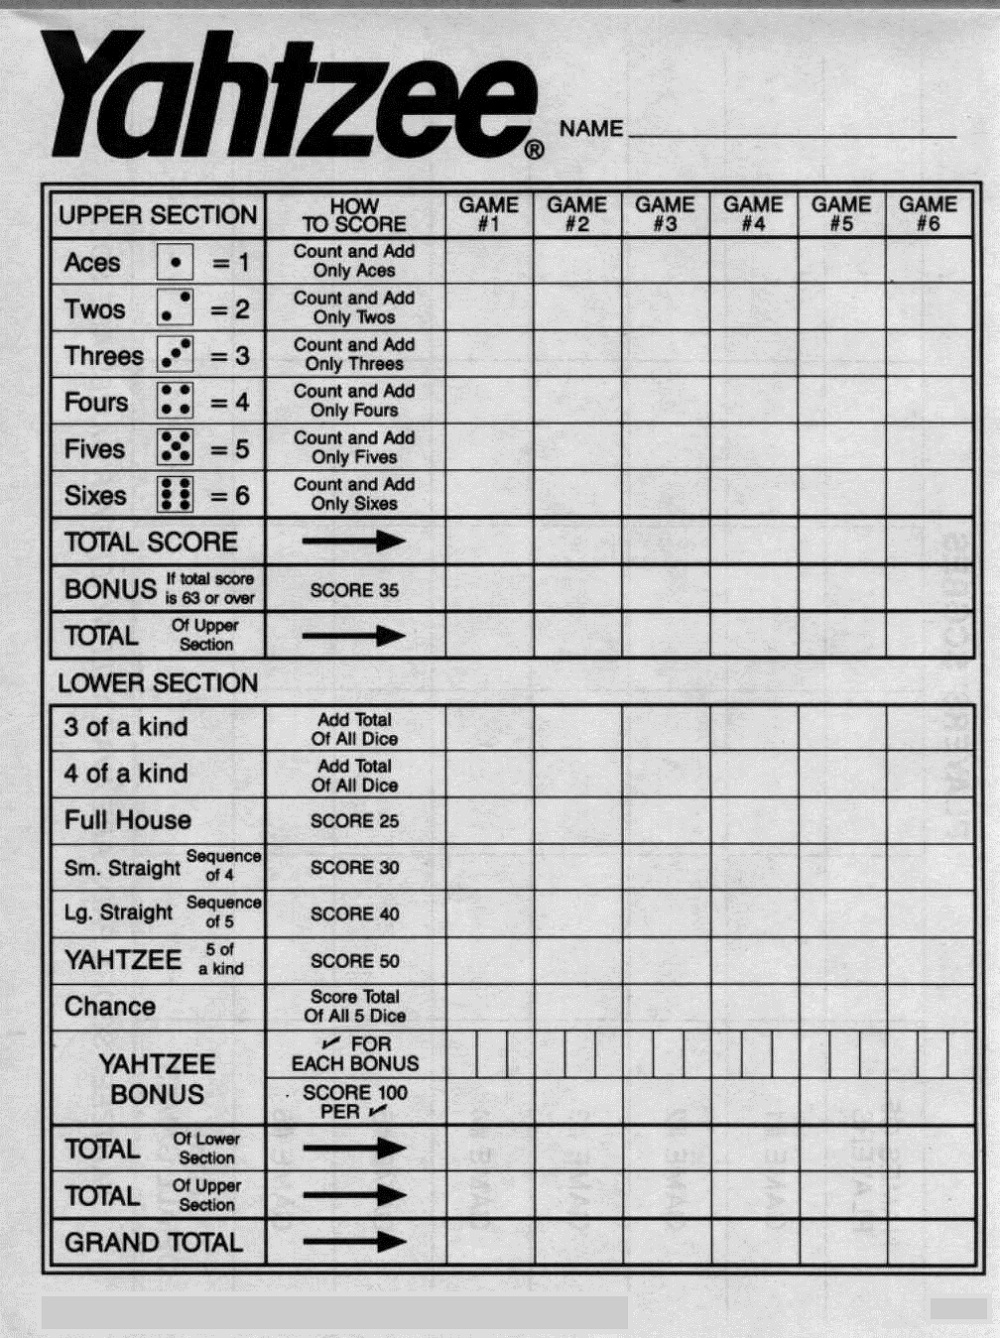 Yahtzee®
NAME
UPPER SECTION HOW TO SCORE GAME #1 GAME #2 GAME #3 GAME #4 GAME #5 GAME #6
Aces = 1 Count and Add Only Aces
Twos = 2 Count and Add Only Twos
Threes = 3 Count and Add Only Threes
Fours = 4 Count and Add Only Fours
Fives = 5 Count and Add Only Fives
Sixes = 6 Count and Add Only Sixes
TOTAL SCORE
BONUS If total score is 63 or over SCORE 35
TOTAL Of Upper Section
LOWER SECTION
3 of a kind Add Total Of All Dice
4 of a kind Add Total Of All Dice
Full House SCORE 25
Sm. Straight Sequence of 4 SCORE 30
Lg. Straight Sequence of 5 SCORE 40
YAHTZEE 5 of a kind SCORE 50
Chance Score Total Of All 5 Dice
YAHTZEE BONUS ✓ FOR EACH BONUS
SCORE 100 PER ✓
TOTAL Of Lower Section
TOTAL Of Upper Section
GRAND TOTAL